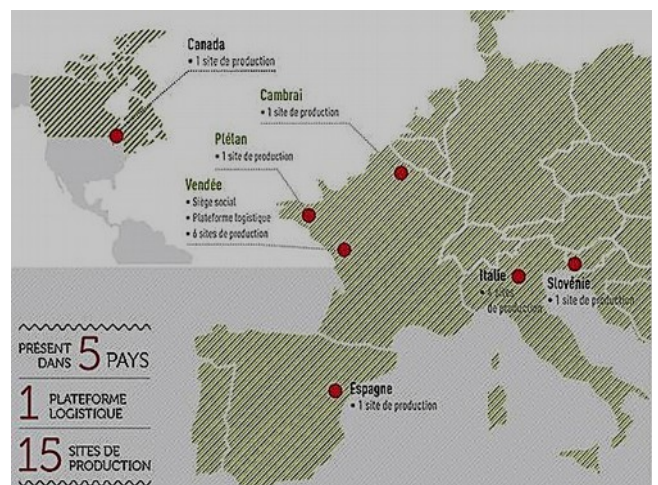 Canada
• 1 site de production
Cambrai
• 1 site de production
Plélan
• 1 site de production
Vendée
• Siège social
• Plateforme logistique
• 6 sites de production
Italie
• sites
de production
Slovénie
• 1 site de production
Espagne
• 1 site de production
PRÉSENT DANS 5 PAYS
1 PLATEFORME LOGISTIQUE
15 SITES DE PRODUCTION